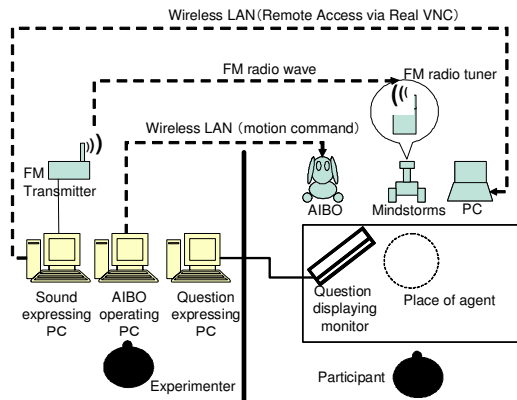 Wireless LAN(Remote Access via Real VNC)
FM radio wave
FM radio tuner
Wireless LAN (motion command)
FM
Transmitter
AIBO
Mindstorms
PC
Sound
expressing
PC
AIBO
operating
PC
Question
expressing
PC
Question
displaying
monitor
Place of agent
Experimenter
Participant